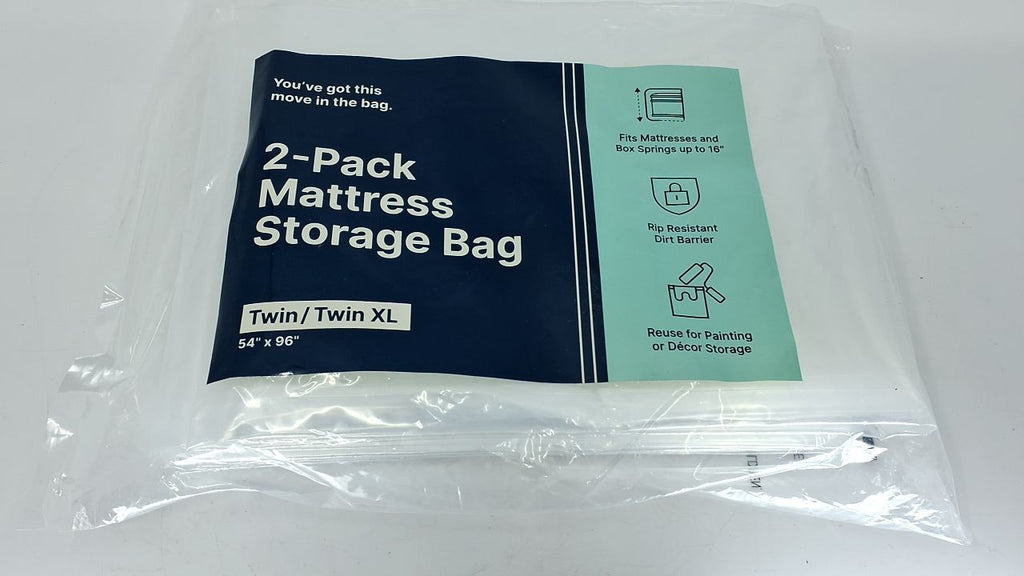 You've got this
move in the bag.
2-Pack
Mattress
Storage Bag
Twin / Twin XL
54" x 96"
Fits Mattresses and
Box Springs up to 16"
Rip Resistant
Dirt Barrier
Reuse for Painting
or Décor Storage